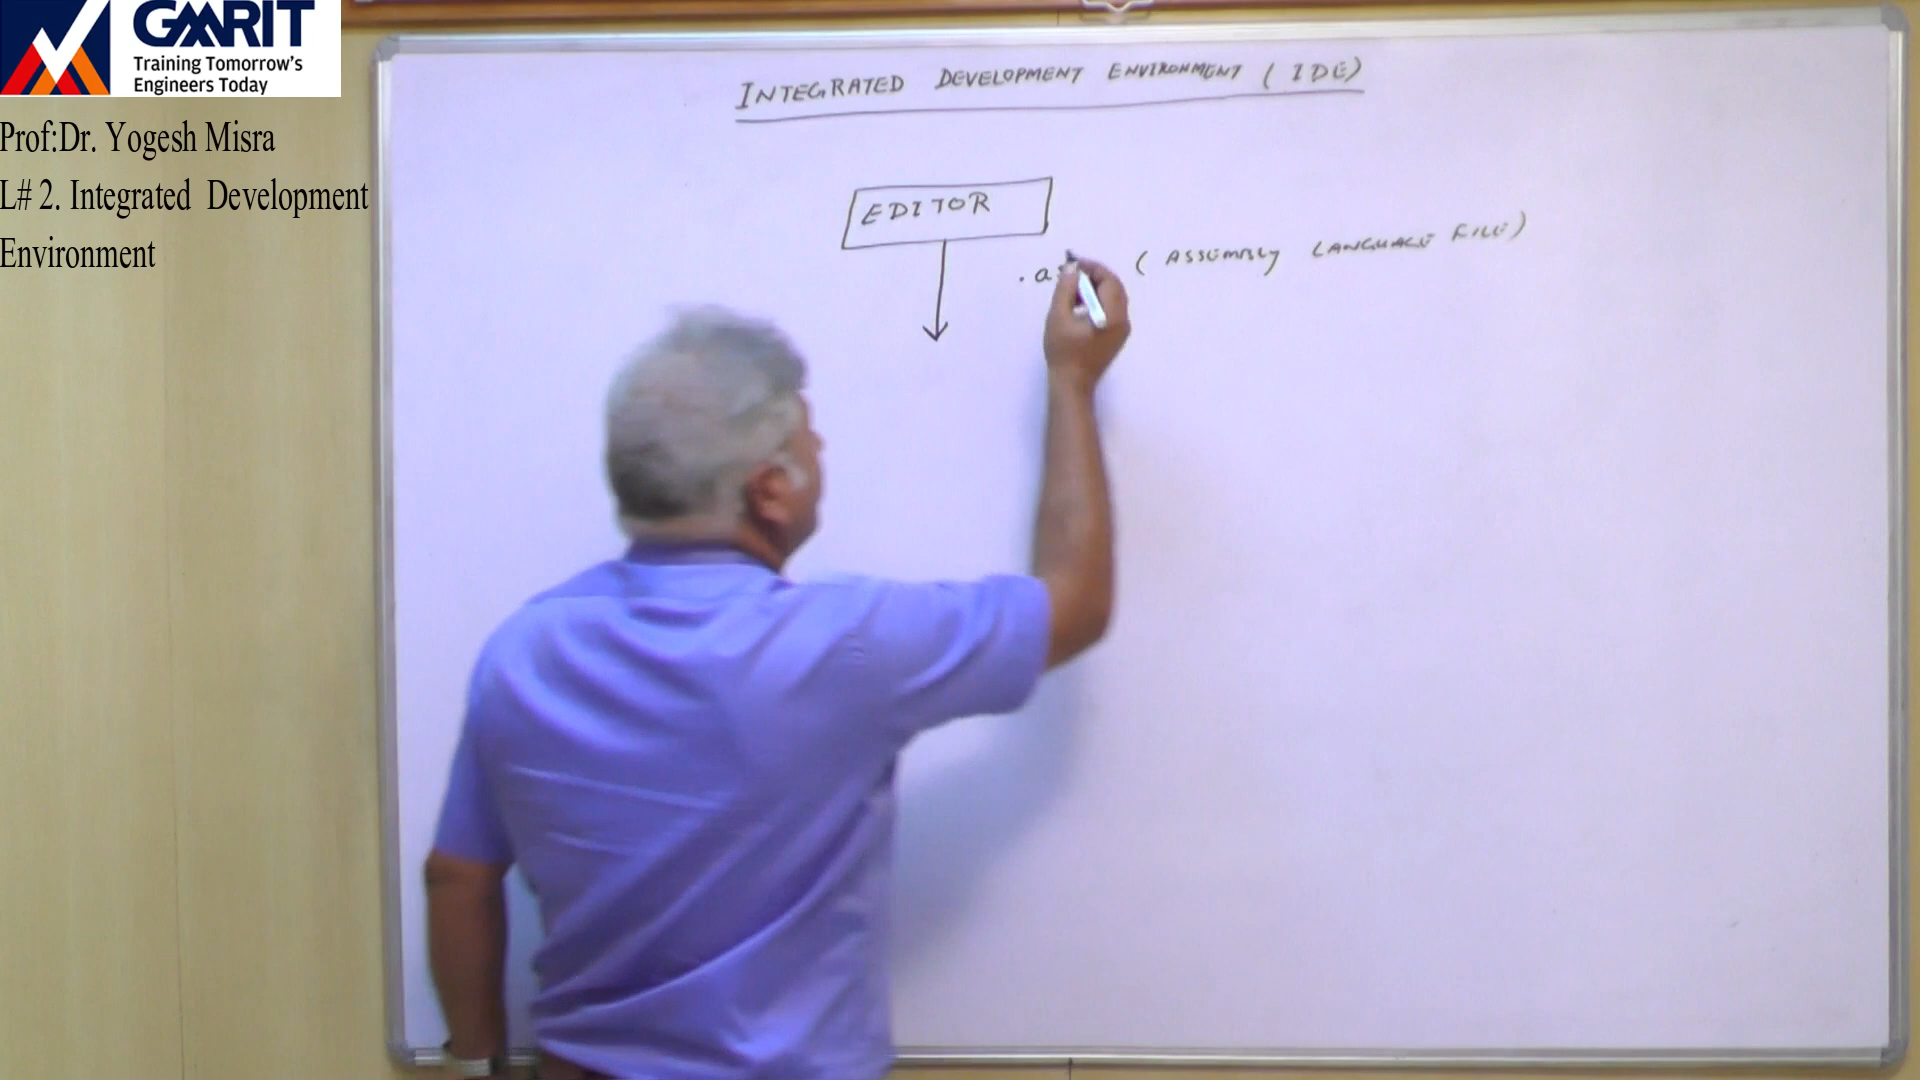 GMRIT
Training Tomorrow's
Engineers Today
Prof:Dr. Yogesh Misra
L# 2. Integrated Development
Environment
INTEGRATED DEVELOPMENT ENVIRONMENT (IDE)
EDITOR
(ASSEMBLY LANGUAGE FILE)